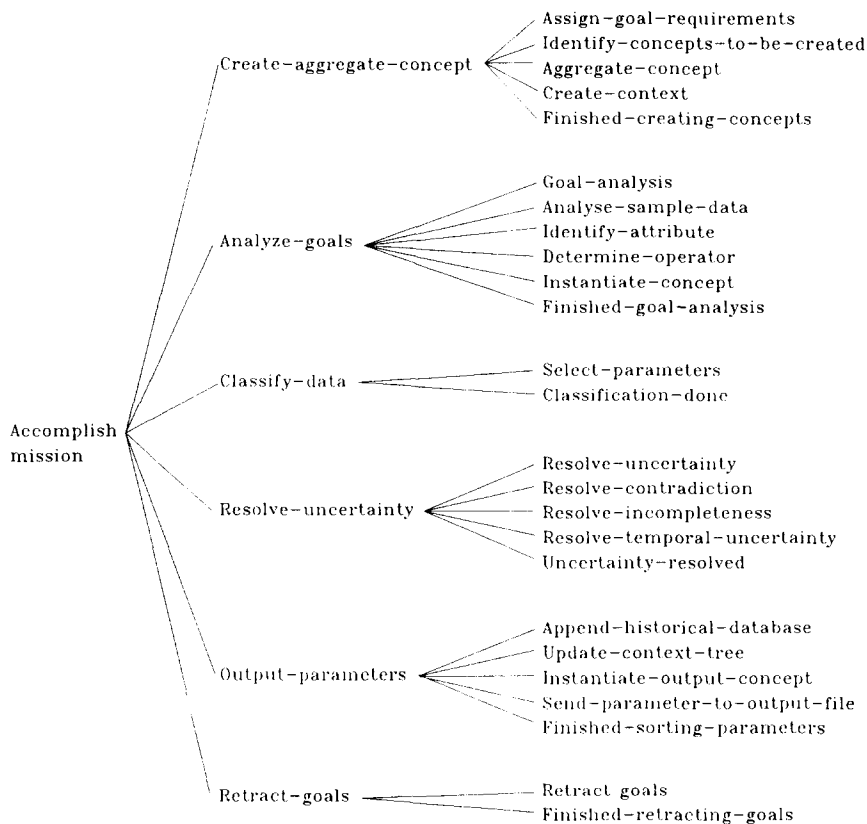 Assign-goal-requirements
Identify-concepts-to-be-created
Create-aggregate-concept
Aggregate-concept
Create-context
Finished-creating-concepts
Goal-analysis
Analyse-sample-data
Identify-attribute
Analyze-goals
Determine-operator
Instantiate-concept
Finished-goal-analysis
Select-parameters
Classify-data
Classification-done
Accomplish
mission
Resolve-uncertainty
Resolve-contradiction
Resolve-uncertainty
Resolve-incompleteness
Resolve-temporal-uncertainty
Uncertainty-resolved
Append-historical-database
Update-context-tree
Output-parameters
Instantiate-output-concept
Send-parameter-to-output-file
Finished-sorting-parameters
Retract-goals
Retract goals
Finished-retracting-goals